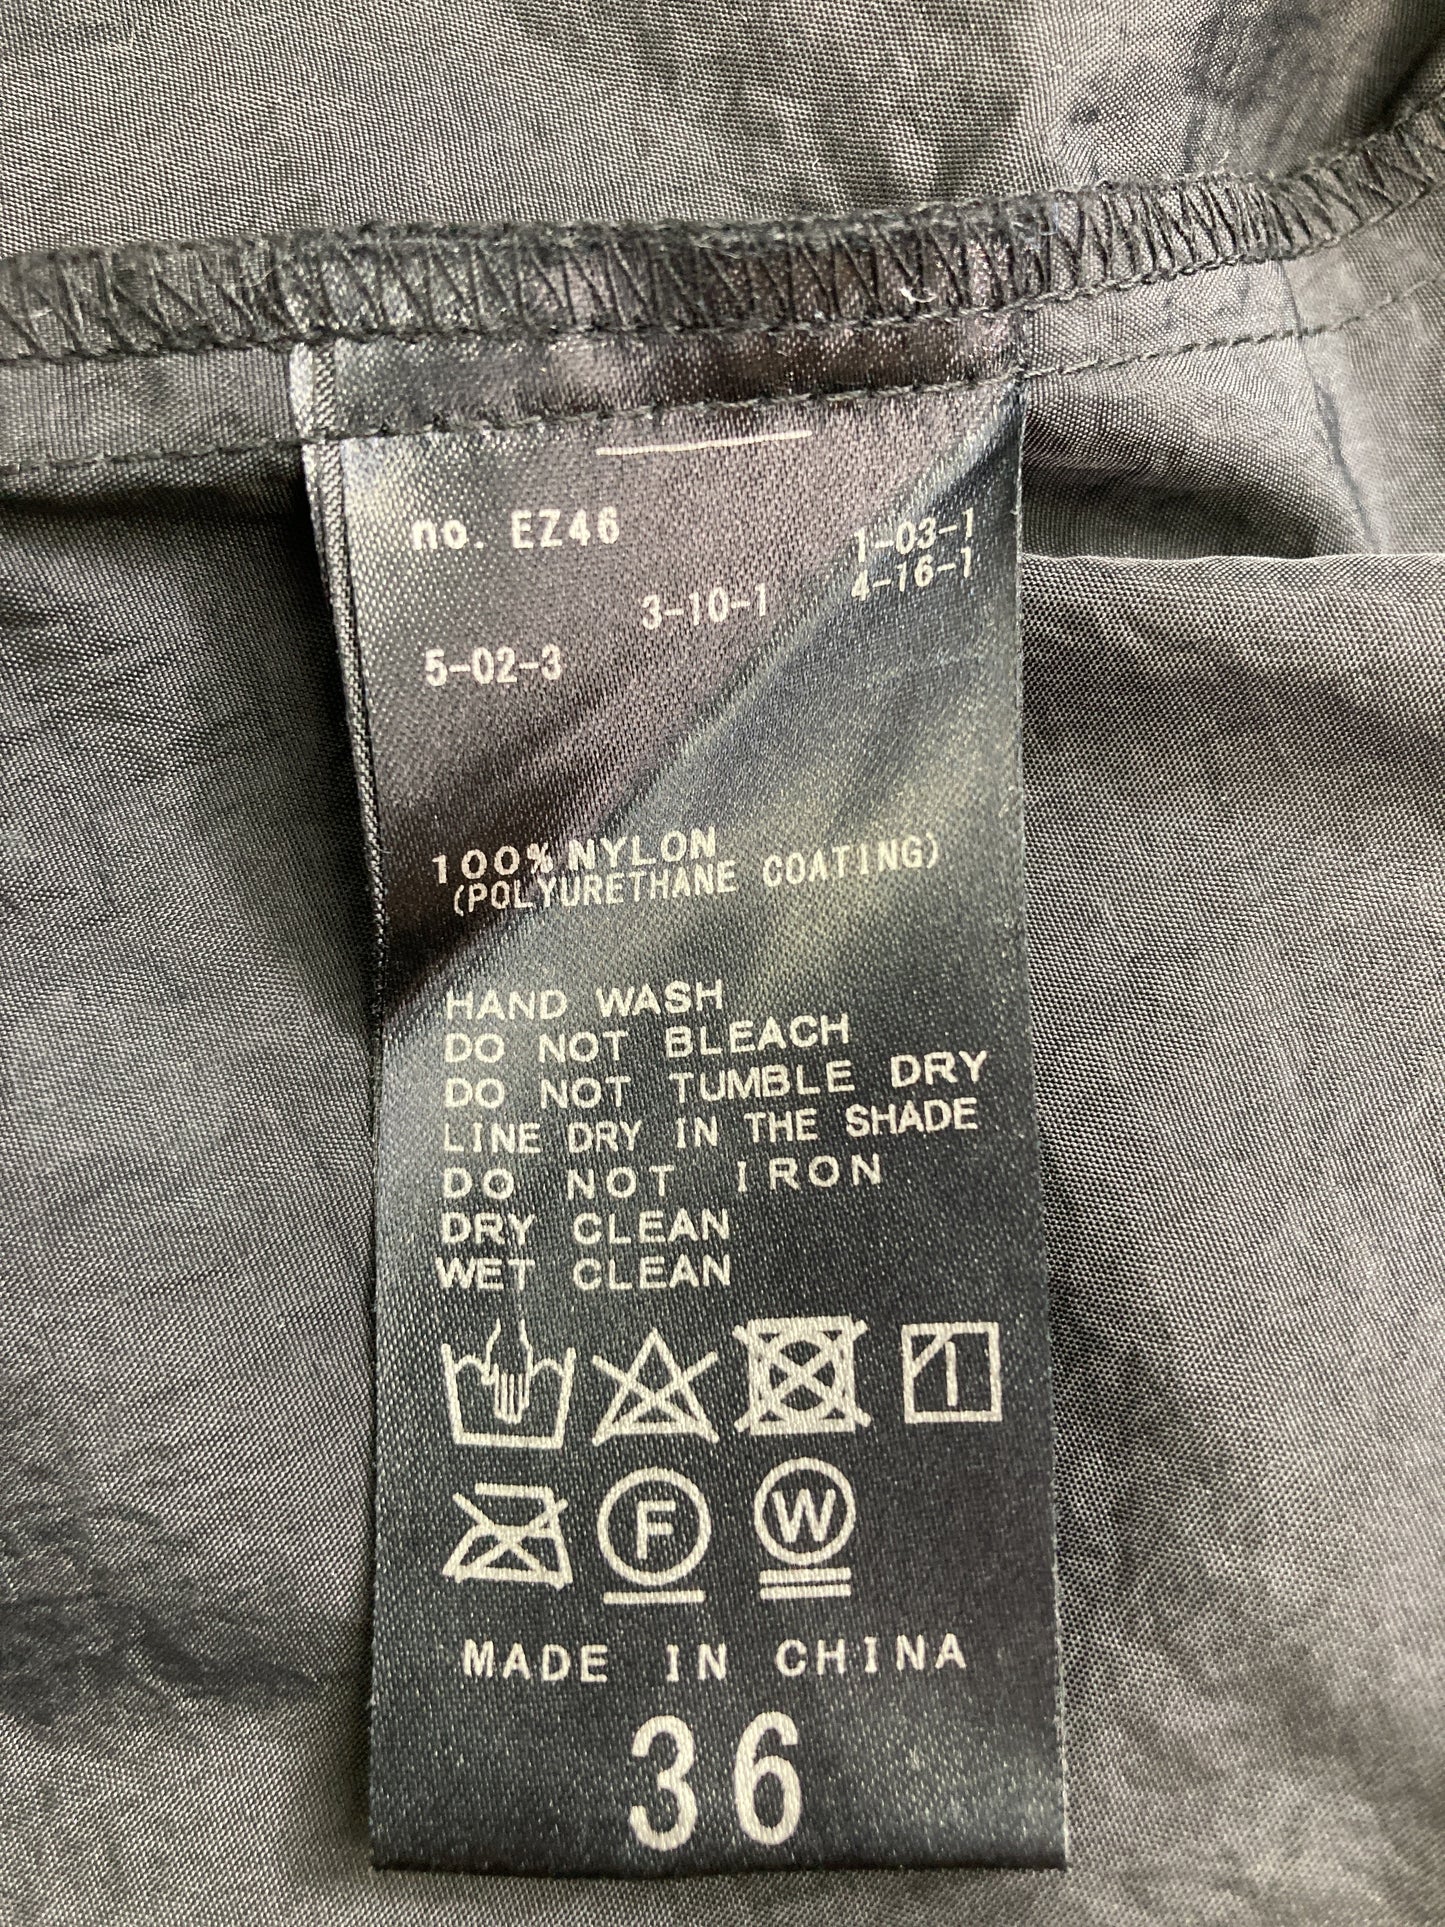 no. EZ46
1-03-1
3-10-1 4-16-1
5-02-3
100% NYLON
(POLYURETHANE COATING)
HAND WASH
DO NOT BLEACH
DO NOT TUMBLE DRY
LINE DRY IN THE SHADE
DO NOT IRON
DRY CLEAN
WET CLEAN
F W
MADE IN CHINA
36